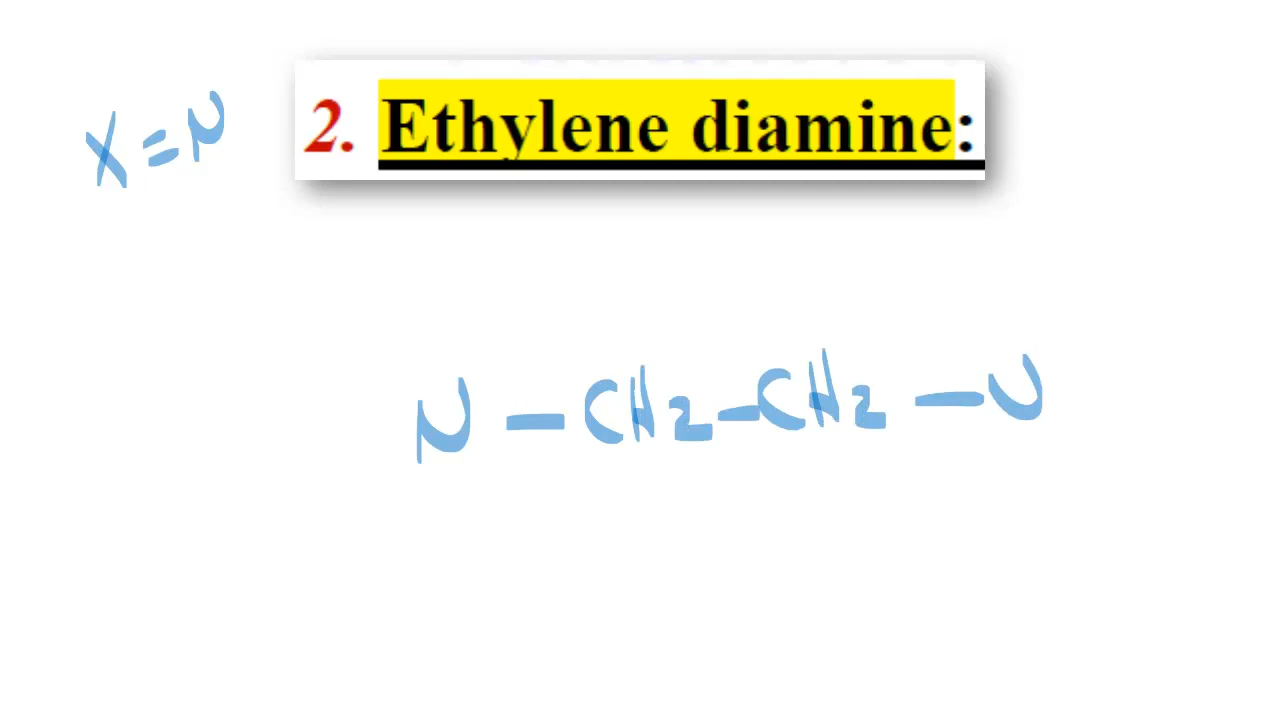 X = N
2. Ethylene diamine:
N - CH2 - CH2 - N